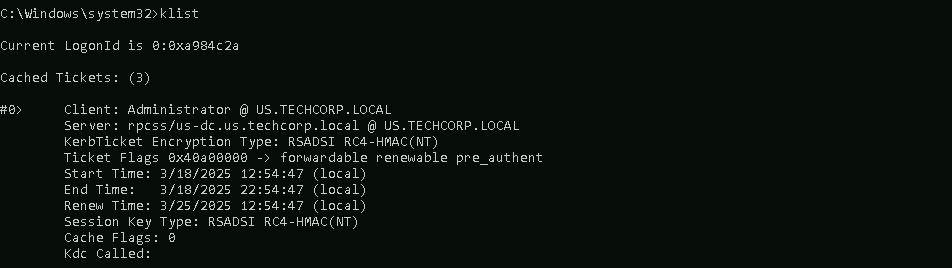 C:\Windows\system32>klist
Current LogonId is 0:0xa984c2a
Cached Tickets: (3)
#0>     Client: Administrator @ US.TECHCORP.LOCAL
        Server: rpcss/us-dc.us.techcorp.local @ US.TECHCORP.LOCAL
        KerbTicket Encryption Type: RSADSI RC4-HMAC(NT)
        Ticket Flags 0x40a00000 -> forwardable renewable pre_authent
        Start Time: 3/18/2025 12:54:47 (local)
        End Time:   3/18/2025 22:54:47 (local)
        Renew Time: 3/25/2025 12:54:47 (local)
        Session Key Type: RSADSI RC4-HMAC(NT)
        Cache Flags: 0
        Kdc Called: